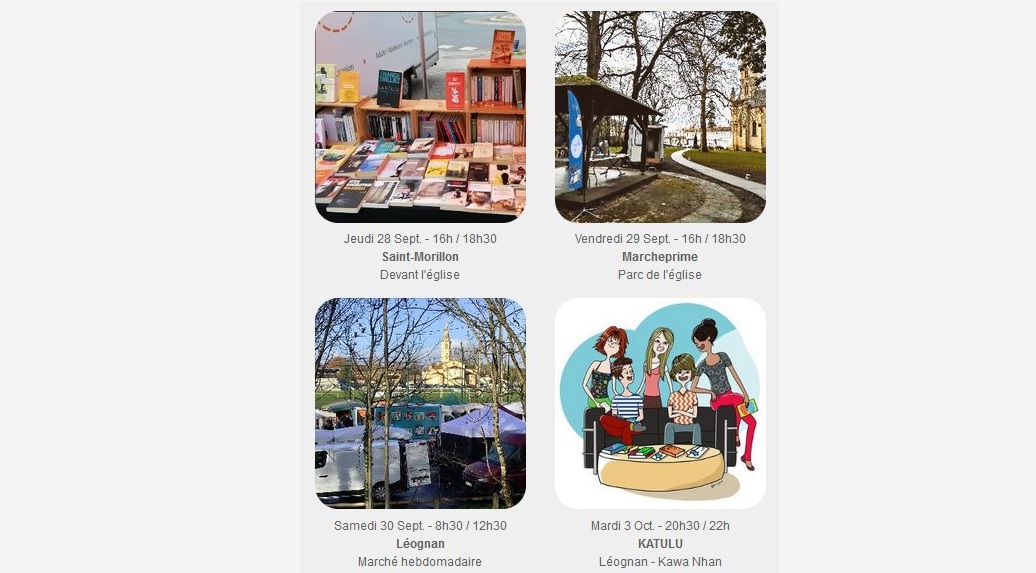 Jeudi 28 Sept. - 16h / 18h30
Saint-Morillon
Devant l'église
Vendredi 29 Sept. - 16h / 18h30
Marcheprime
Parc de l'église
Samedi 30 Sept. - 8h30 / 12h30
Léognan
Marché hebdomadaire
Mardi 3 Oct. - 20h30 / 22h
KATULU
Léognan - Kawa Nhan